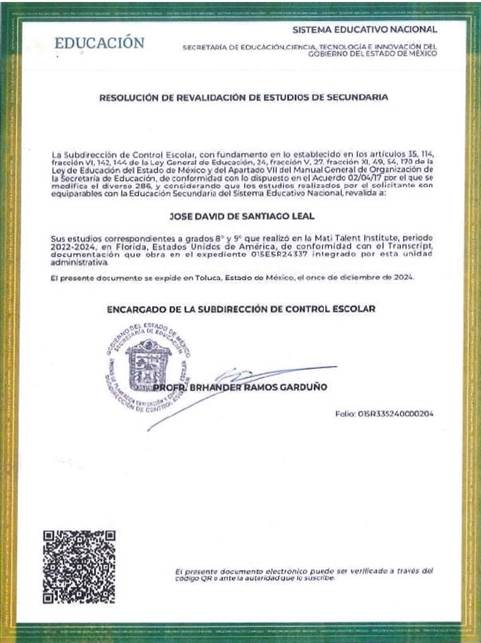 SISTEMA EDUCATIVO NACIONAL
EDUCACIÓN
SECRETARÍA DE EDUCACIÓN,CIENCIA, TECNOLOGÍA E INNOVACIÓN DEL
GOBIERNO DEL ESTADO DE MÉXICO
RESOLUCIÓN DE REVALIDACIÓN DE ESTUDIOS DE SECUNDARIA
La Subdirección de Control Escolar, con fundamento en lo establecido en los artículos 35, 114,
fracción VI, 142, 144 de la Ley General de Educación, 24, fracción V, 27, fracción XI, 49, 54, 170 de la
Ley de Educación del Estado de México y del Apartado VII del Manual General de Organización de
la Secretaría de Educación, de conformidad con lo dispuesto en el Acuerdo 02/04/17 por el que se
modifica el diverso 286, y considerando que los estudios realizados por el solicitante son
equiparables con la Educación Secundaria del Sistema Educativo Nacional, revalida a:
JOSE DAVID DE SANTIAGO LEAL
Sus estudios correspondientes a grados 8° y 9° que realizó en la Mati Talent Institute, periodo
2022-2024, en Florida, Estados Unidos de América, de conformidad con el Transcript,
documentación que obra en el expediente 015ESR24337 integrado por esta unidad
administrativa.
El presente documento se expide en Toluca, Estado de México, el once de diciembre de 2024.
ENCARGADO DE LA SUBDIRECCIÓN DE CONTROL ESCOLAR
GOBIERNO DEL ESTADO DE MÉXICO
SECRETARÍA DE EDUCACIÓN
SUBDIRECCIÓN DE CONTROL ESCOLAR
PROFR. BRHANDER RAMOS GARDUÑO
Folio: 01SR335240000204
El presente documento electrónico puede ser verificado a través del
código QR o ante la autoridad que lo suscribe.